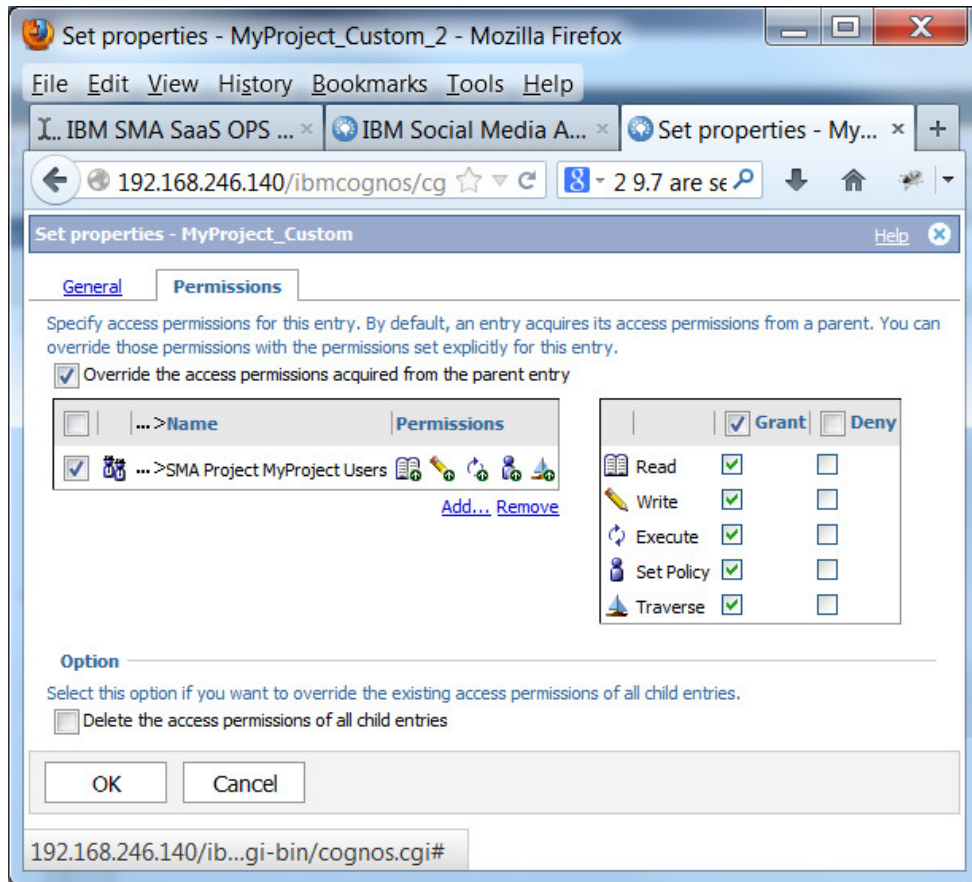 Set properties - MyProject_Custom_2 - Mozilla Firefox
File Edit View History Bookmarks Tools Help
I.. IBM SMA SaaS OPS ... × IBM Social Media A... × Set properties - My... × +
192.168.246.140/ibmcognos/cg 8 2 9.7 are se
Set properties - MyProject_Custom Help
General Permissions
Specify access permissions for this entry. By default, an entry acquires its access permissions from a parent. You can
override those permissions with the permissions set explicitly for this entry.
Override the access permissions acquired from the parent entry
... >Name Permissions
Grant Deny
... >SMA Project MyProject Users
Read
Add... Remove
Write
Execute
Set Policy
Traverse
Option
Select this option if you want to override the existing access permissions of all child entries.
Delete the access permissions of all child entries
OK Cancel
192.168.246.140/ib...gi-bin/cognos.cgi#